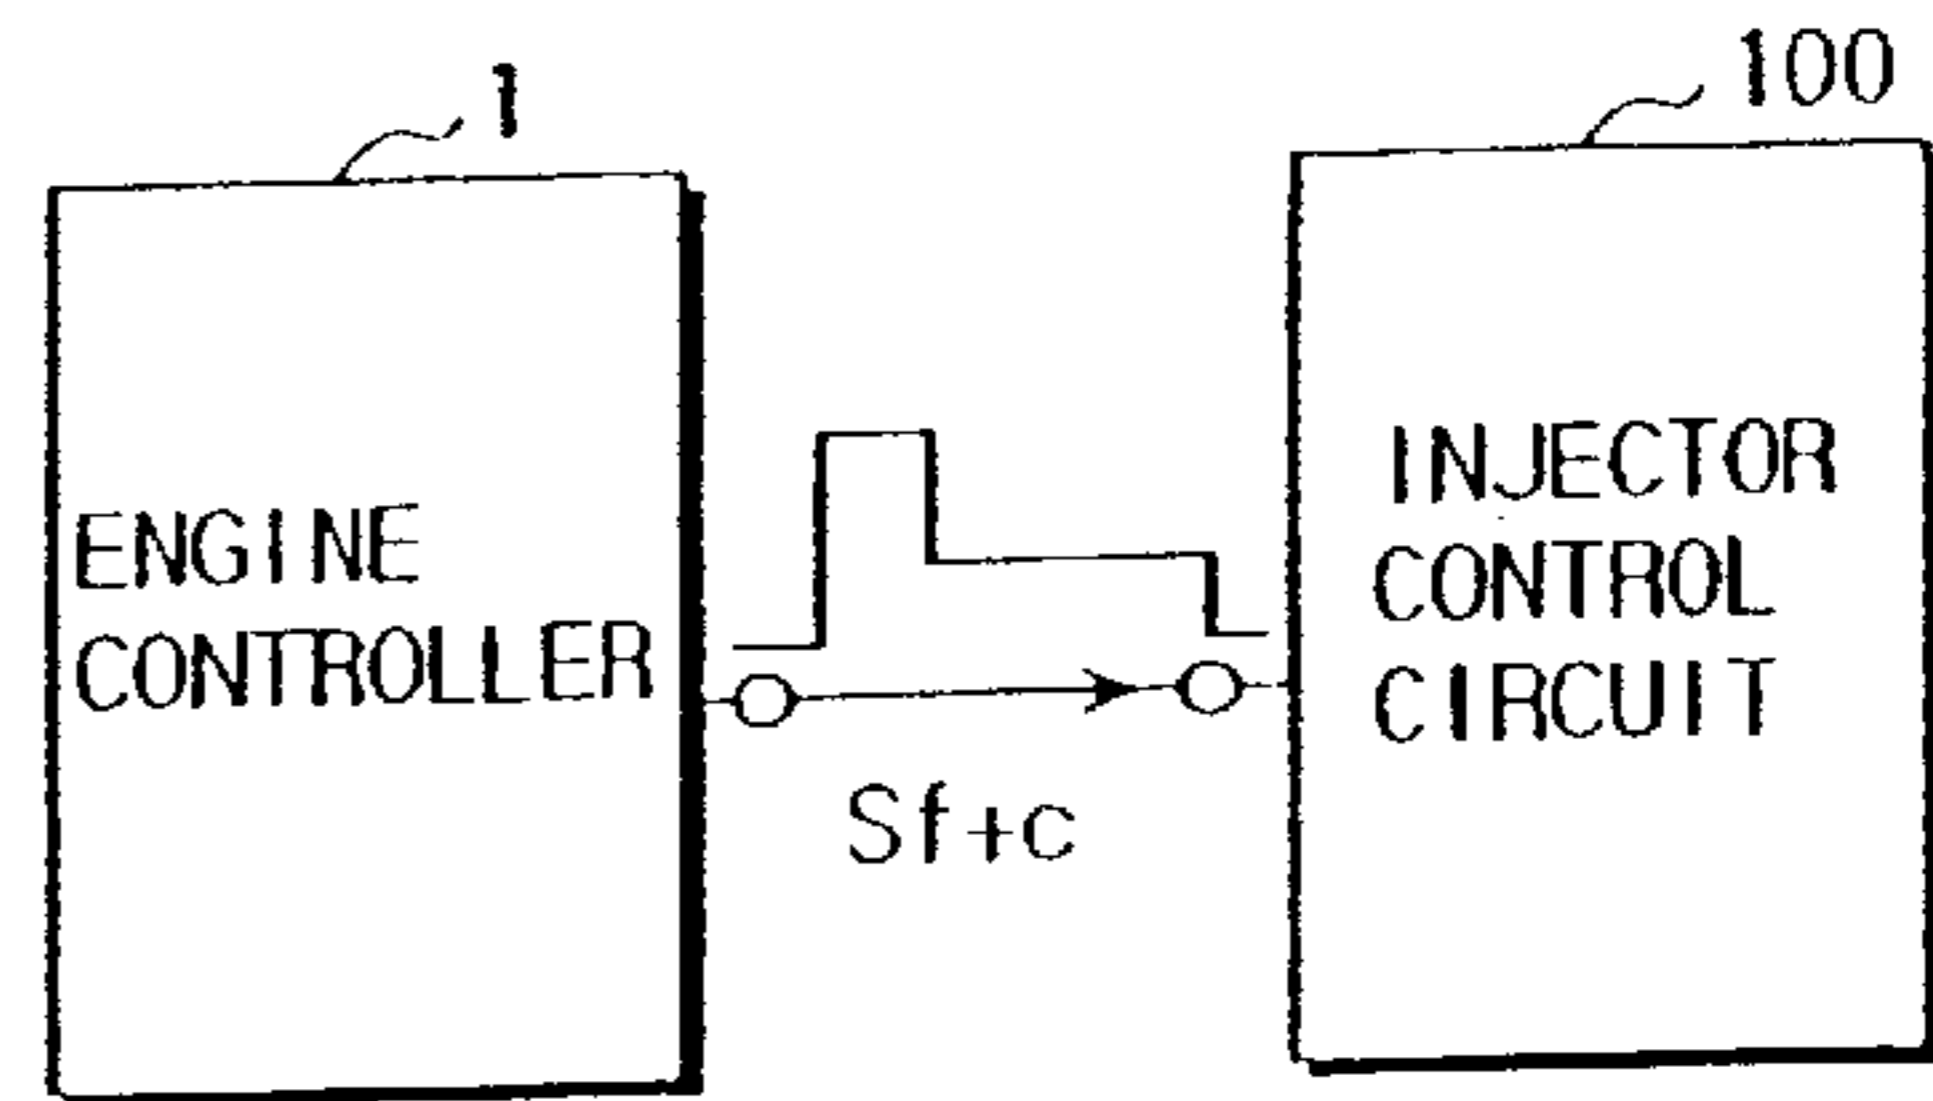 1
100
ENGINE
CONTROLLER
INJECTOR
CONTROL
CIRCUIT
Sf+c